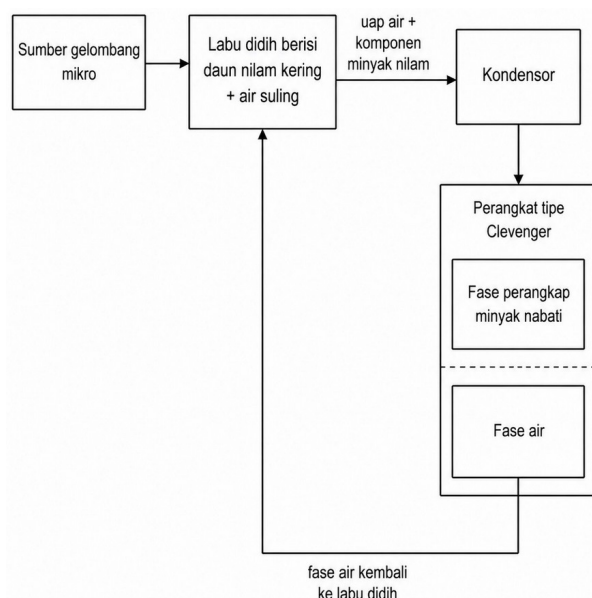 Sumber gelombang
mikro
Labu didih berisi
daun nilam kering
+ air suling
uap air +
komponen
minyak nilam
Kondensor
Perangkat tipe
Clevenger
Fase perangkap
minyak nabati
Fase air
fase air kembali
ke labu didih